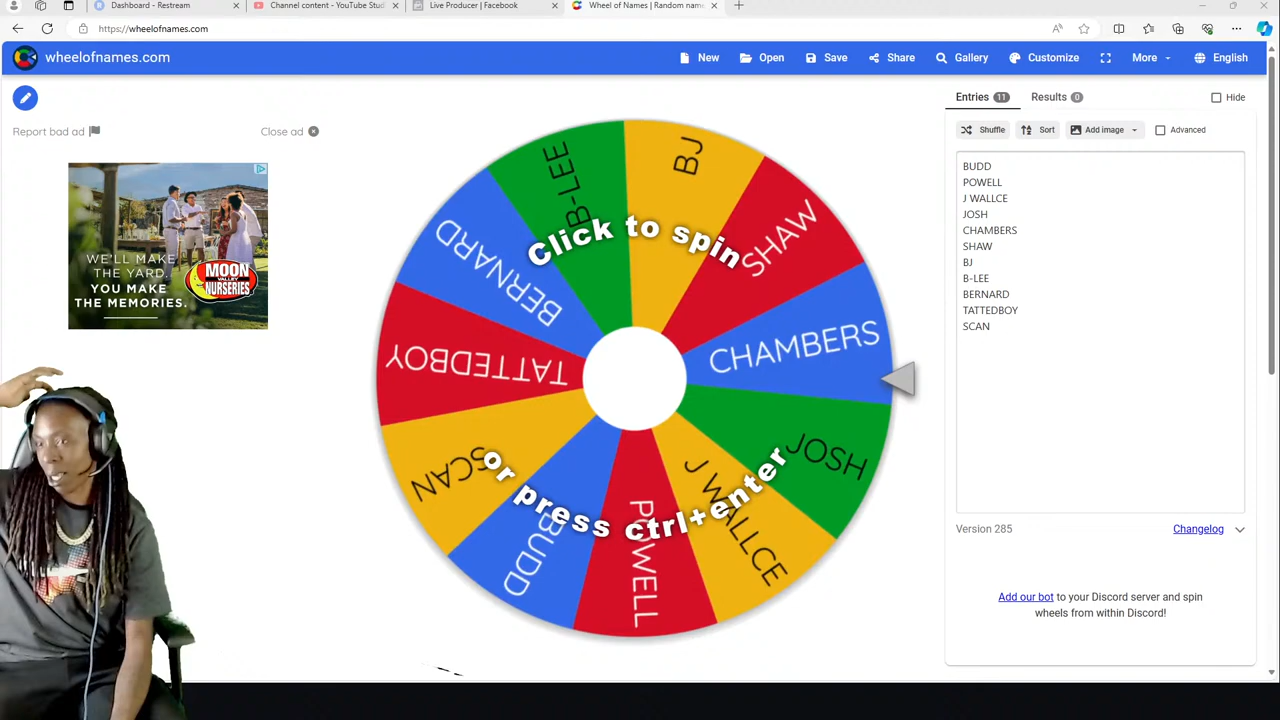 Dashboard - Restream
Channel content - YouTube Stud
Live Producer | Facebook
Wheel of Names | Random name
https://wheelofnames.com
wheelofnames.com
New
Open
Save
Share
Gallery
Customize
More
English
Report bad ad
Close ad
WE'LL MAKE
THE YARD.
YOU MAKE
THE MEMORIES.
MOON
VALLEY
NURSERIES
Click to spin
or press ctrl+enter
B-LEE
BJ
SHAW
CHAMBERS
JOSH
J WALLCE
POWELL
BUDD
SCAN
TATTEDBOY
BERNARD
Entries 11
Results 0
Hide
Shuffle
Sort
Add image
Advanced
BUDD
POWELL
J WALLCE
JOSH
CHAMBERS
SHAW
BJ
B-LEE
BERNARD
TATTEDBOY
SCAN
Version 285
Changelog
Add our bot to your Discord server and spin
wheels from within Discord!